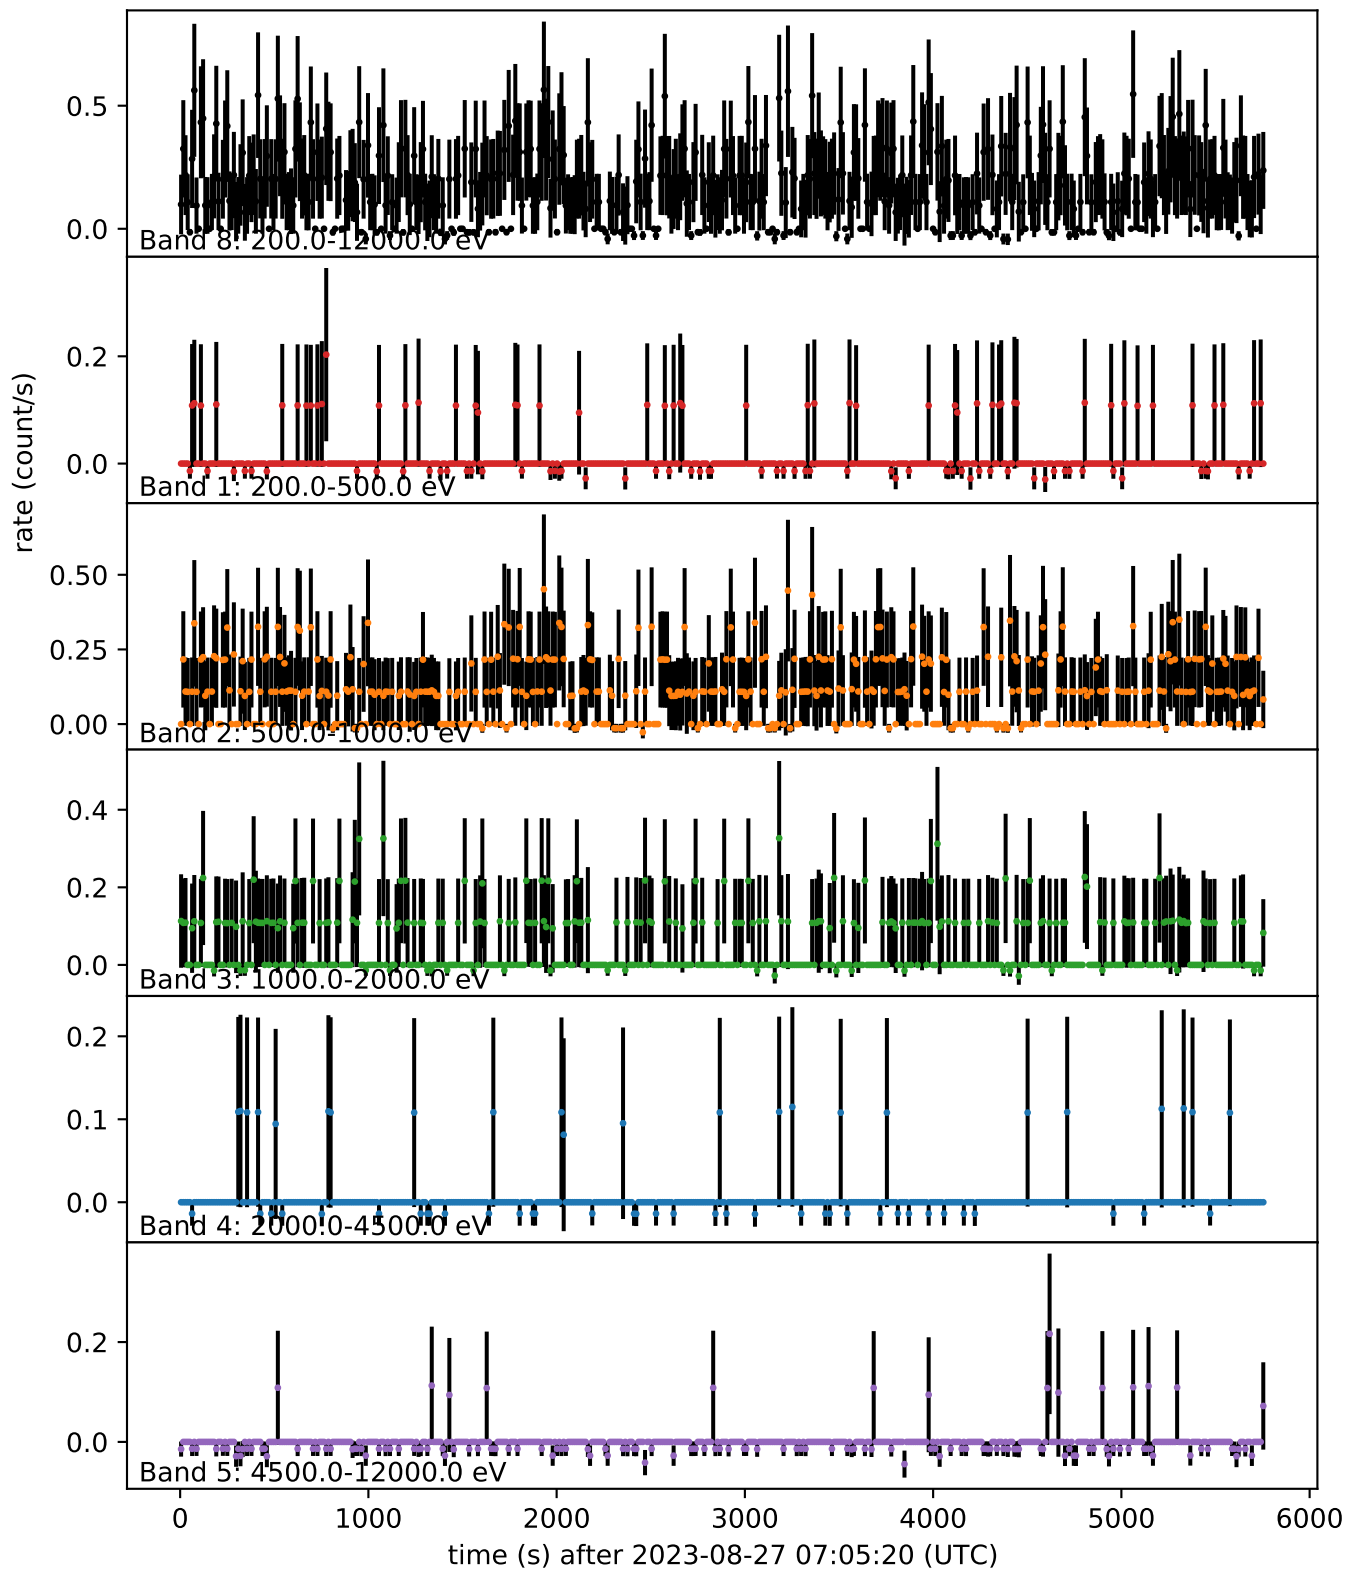 rate (count/s)
0.5
0.0
Band 8: 200.0-12000.0 eV
0.2
0.0
Band 1: 200.0-500.0 eV
0.50
0.25
0.00
Band 2: 500.0-1000.0 eV
0.4
0.2
0.0
Band 3: 1000.0-2000.0 eV
0.2
0.1
0.0
Band 4: 2000.0-4500.0 eV
0.2
0.0
Band 5: 4500.0-12000.0 eV
0 1000 2000 3000 4000 5000 6000
time (s) after 2023-08-27 07:05:20 (UTC)